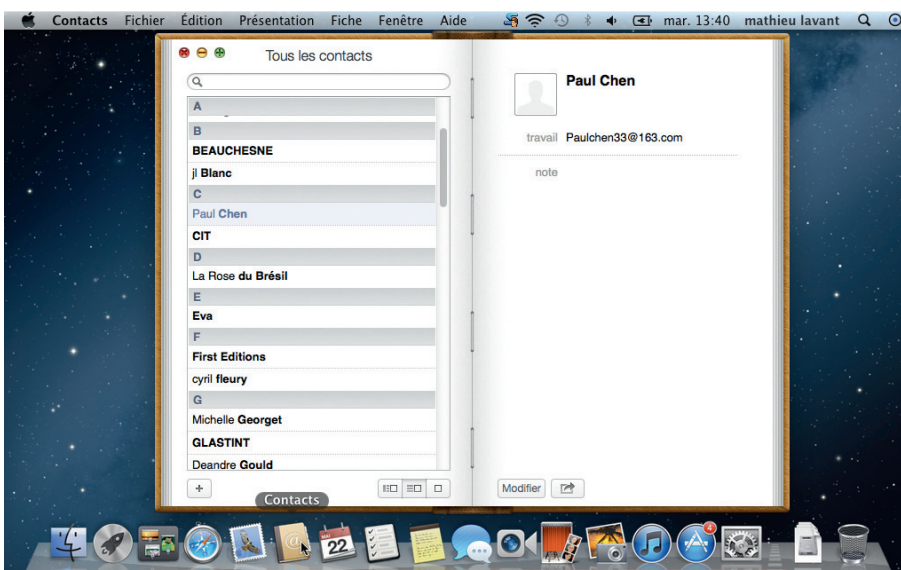 Contacts Fichier Édition Présentation Fiche Fenêtre Aide mar. 13:40 mathieu lavant
Tous les contacts
A
B
BEAUCHESNE
jl Blanc
C
Paul Chen
CIT
D
La Rose du Brésil
E
Eva
F
First Editions
cyril fleury
G
Michelle Georget
GLASTINT
Deandre Gould
Paul Chen
travail Paulchen33@163.com
note
Modifier
Contacts
22
4